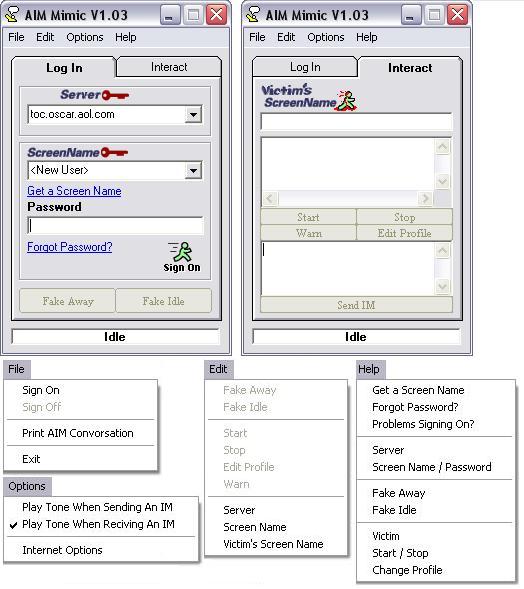 AIM Mimic V1.03
File Edit Options Help
Log In Interact
Server
toc.oscar.aol.com
ScreenName
<New User>
Get a Screen Name
Password
Forgot Password?
Sign On
Fake Away Fake Idle
Idle
AIM Mimic V1.03
File Edit Options Help
Log In Interact
Victim's
ScreenName
Start Stop
Warn Edit Profile
Send IM
Idle
File
Sign On
Sign Off
Print AIM Convorsation
Exit
Options
Play Tone When Sending An IM
Play Tone When Reciving An IM
Internet Options
Edit
Fake Away
Fake Idle
Start
Stop
Edit Profile
Warn
Server
Screen Name
Victim's Screen Name
Help
Get a Screen Name
Forgot Password?
Problems Signing On?
Server
Screen Name / Password
Fake Away
Fake Idle
Victim
Start / Stop
Change Profile